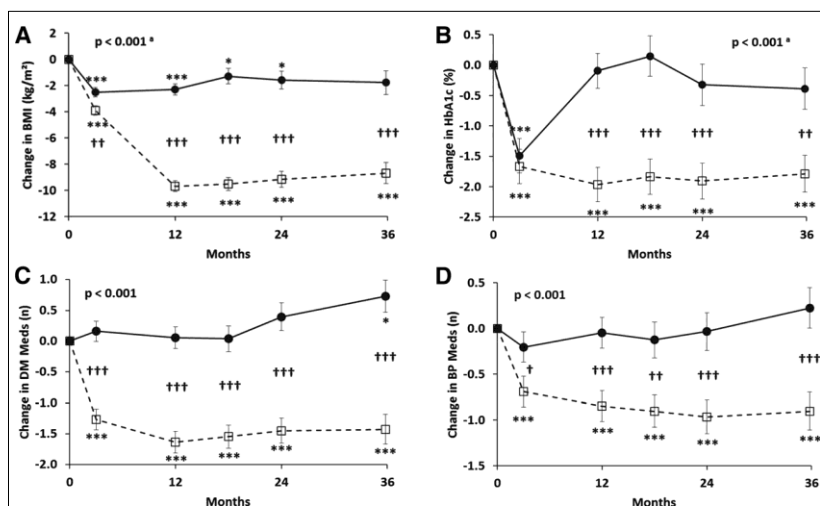 A
p < 0.001 ª
Change in BMI (kg/m²)
2
0
-2
-4
-6
-8
-10
-12
*** *** * *
***
†† ††† ††† ††† †††
*** *** *** ***
0 12 24 36
Months
B
p < 0.001 ª
Change in HbA1c (%)
0.5
0.0
-0.5
-1.0
-1.5
-2.0
-2.5
***
††† ††† ††† ††
*** *** *** *** ***
0 12 24 36
Months
C
p < 0.001
Change in DM Meds (n)
1.0
0.5
0.0
-0.5
-1.0
-1.5
-2.0
*
††† ††† ††† ††† †††
*** *** *** *** ***
0 12 24 36
Months
D
p < 0.001
Change in BP Meds (n)
0.5
0.0
-0.5
-1.0
-1.5
† ††† †† ††† †††
*** *** *** *** ***
0 12 24 36
Months